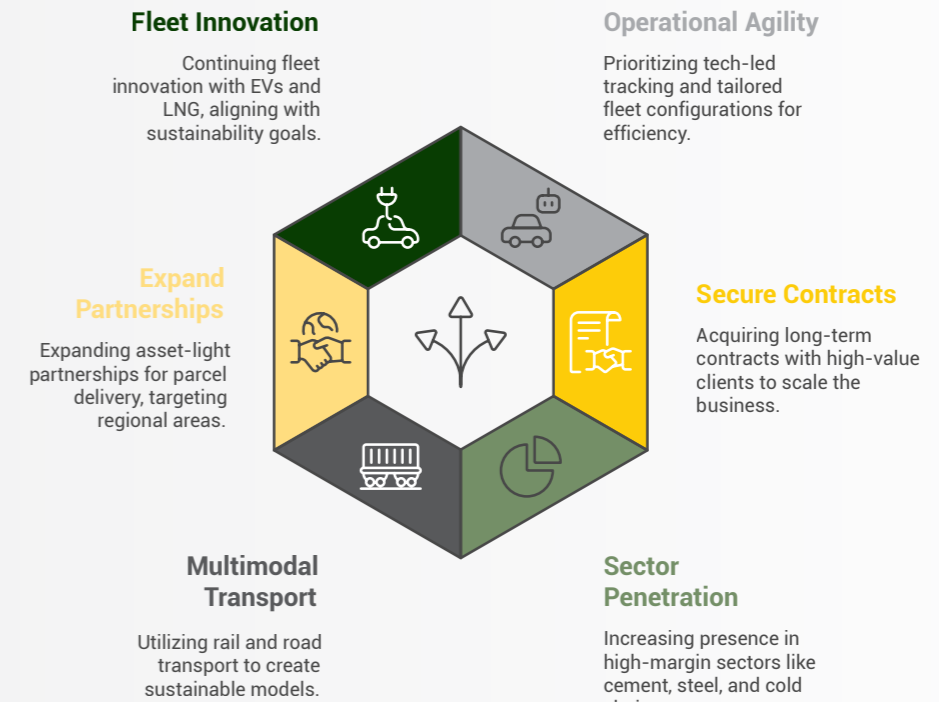 Fleet Innovation
Continuing fleet
innovation with EVs and
LNG, aligning with
sustainability goals.
Operational Agility
Prioritizing tech-led
tracking and tailored
fleet configurations for
efficiency.
Expand
Partnerships
Expanding asset-light
partnerships for parcel
delivery, targeting
regional areas.
Secure Contracts
Acquiring long-term
contracts with high-value
clients to scale the
business.
Multimodal
Transport
Utilizing rail and road
transport to create
sustainable models.
Sector
Penetration
Increasing presence in
high-margin sectors like
cement, steel, and cold